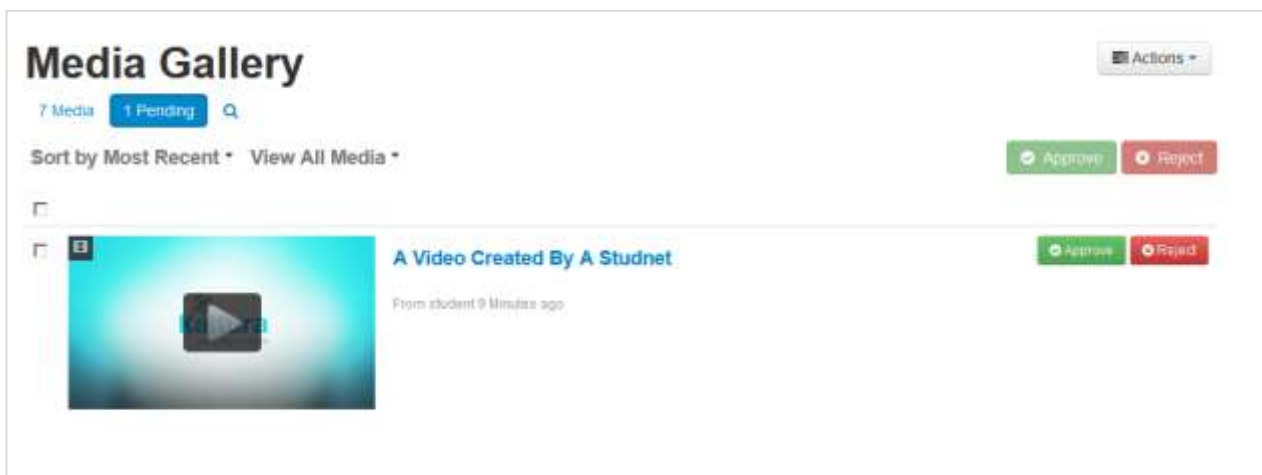 Media Gallery
Actions
7 Media 1 Pending
Sort by Most Recent View All Media
Approve Reject
A Video Created By A Studnet
Approve Reject
From student 9 Minutes ago